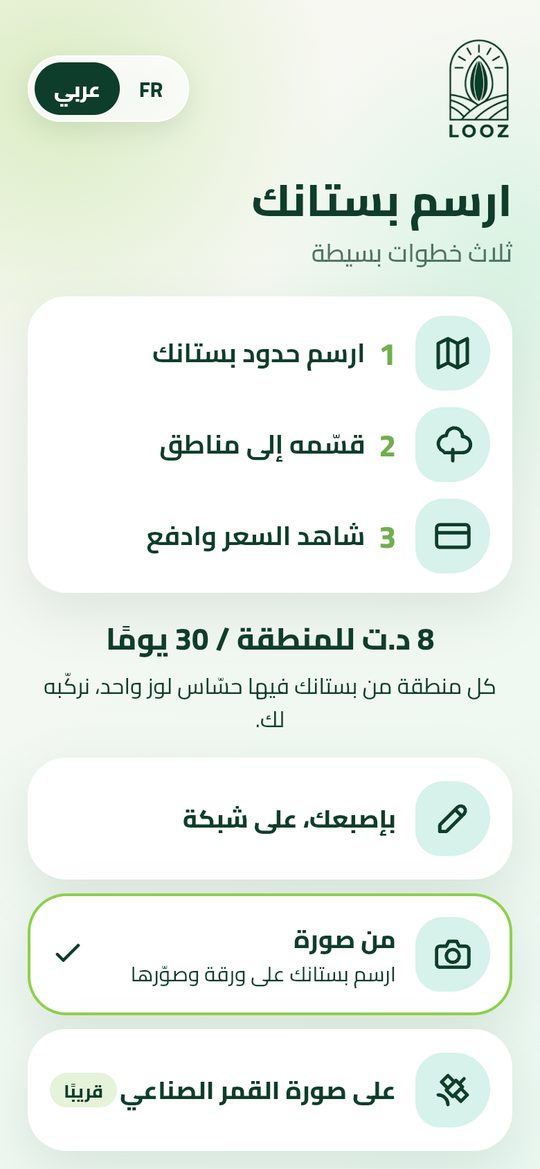 LOOZ
عربي
FR
ارسم بستانك
ثلاث خطوات بسيطة
1 ارسم حدود بستانك
2 قسّمه إلى مناطق
3 شاهد السعر وادفع
8 د.ت للمنطقة / 30 يومًا
كل منطقة من بستانك فيها حسّاس لوز واحد، نركّبه
لك.
بإصبعك، على شبكة
من صورة
ارسم بستانك على ورقة وصوّرها
على صورة القمر الصناعي قريبًا